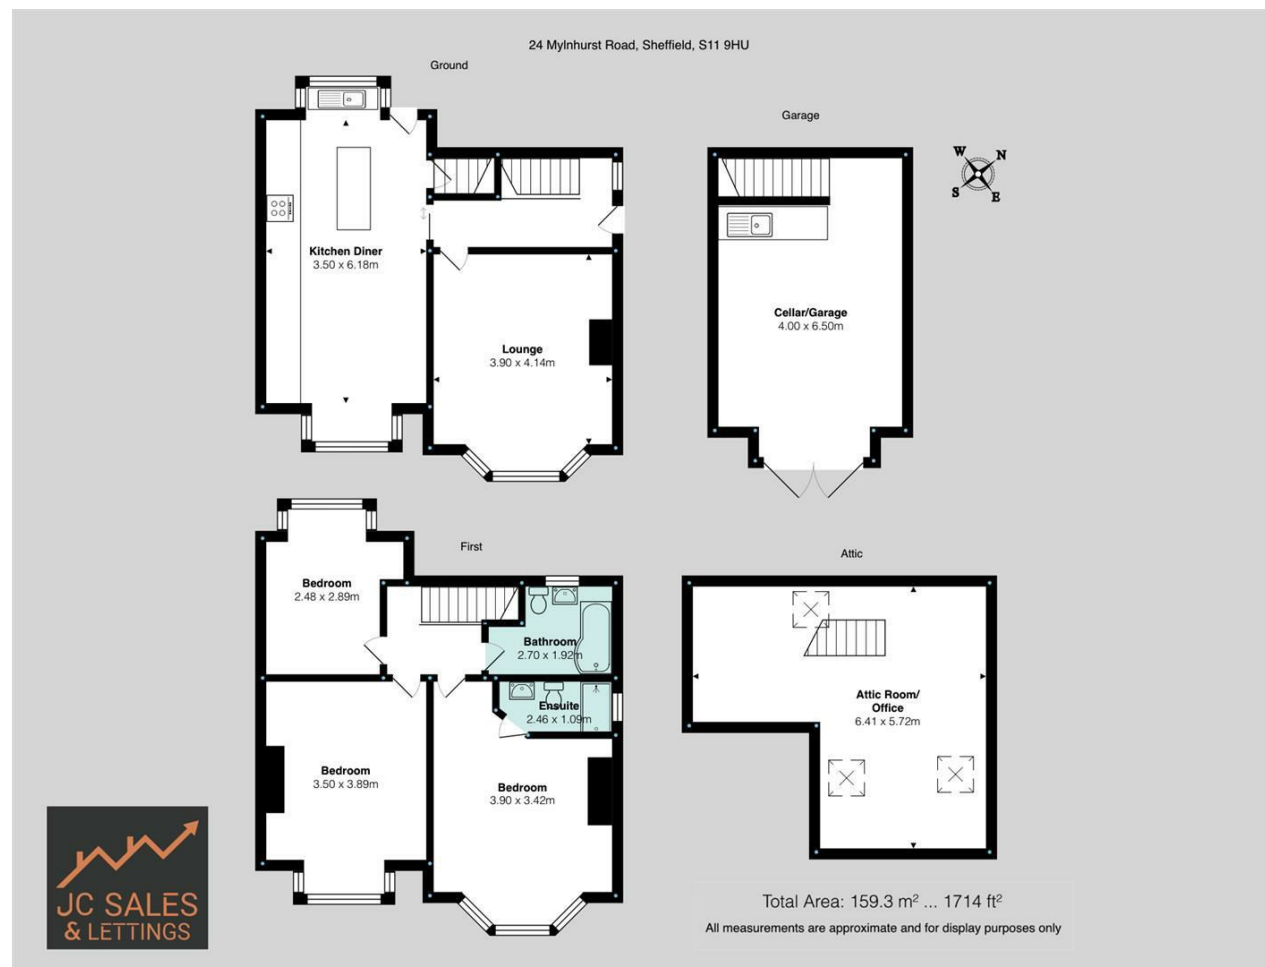 24 Mylnhurst Road, Sheffield, S11 9HU
Ground
Kitchen Diner
3.50 x 6.18m
Lounge
3.90 x 4.14m
Garage
Cellar/Garage
4.00 x 6.50m
W
N
S
E
First
Bedroom
2.48 x 2.89m
Bathroom
2.70 x 1.92m
Ensuite
2.46 x 1.09m
Bedroom
3.50 x 3.89m
Bedroom
3.90 x 3.42m
Attic
Attic Room/
Office
6.41 x 5.72m
JC SALES
& LETTINGS
Total Area: 159.3 m² ... 1714 ft²
All measurements are approximate and for display purposes only